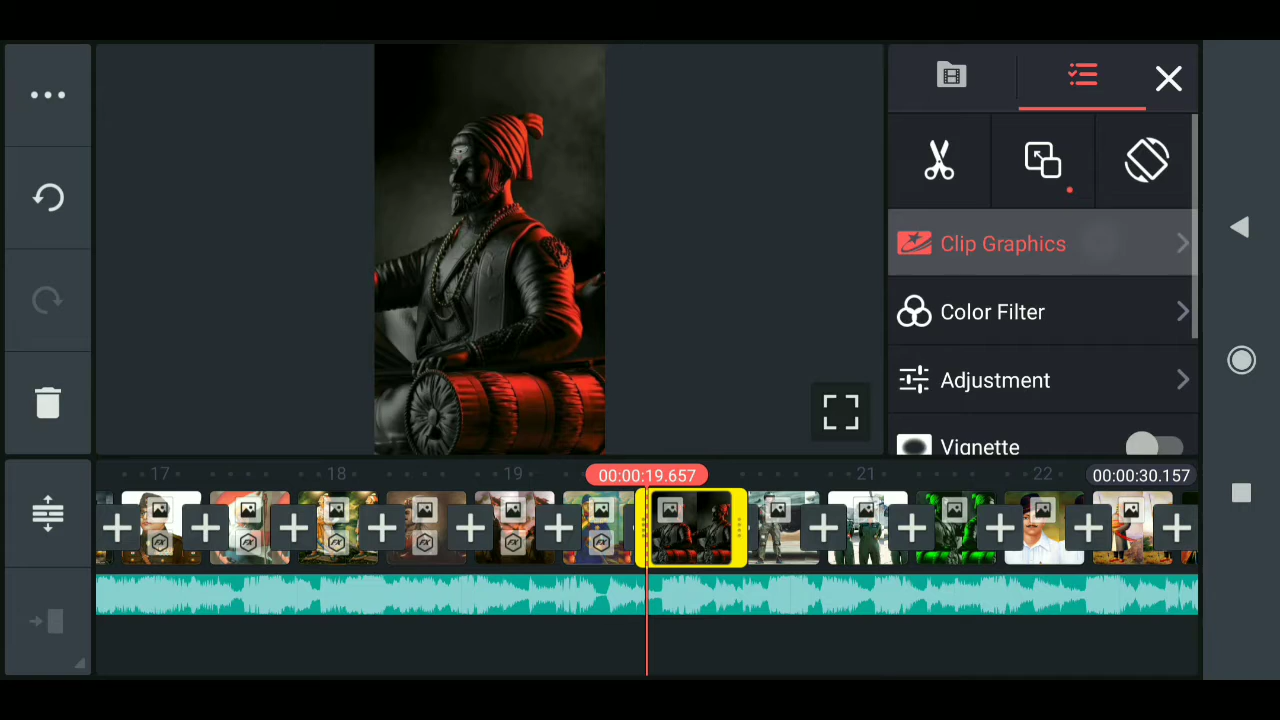 Clip Graphics
Color Filter
Adjustment
Vignette
17
18
19
00:00:19.657
21
22
00:00:30.157